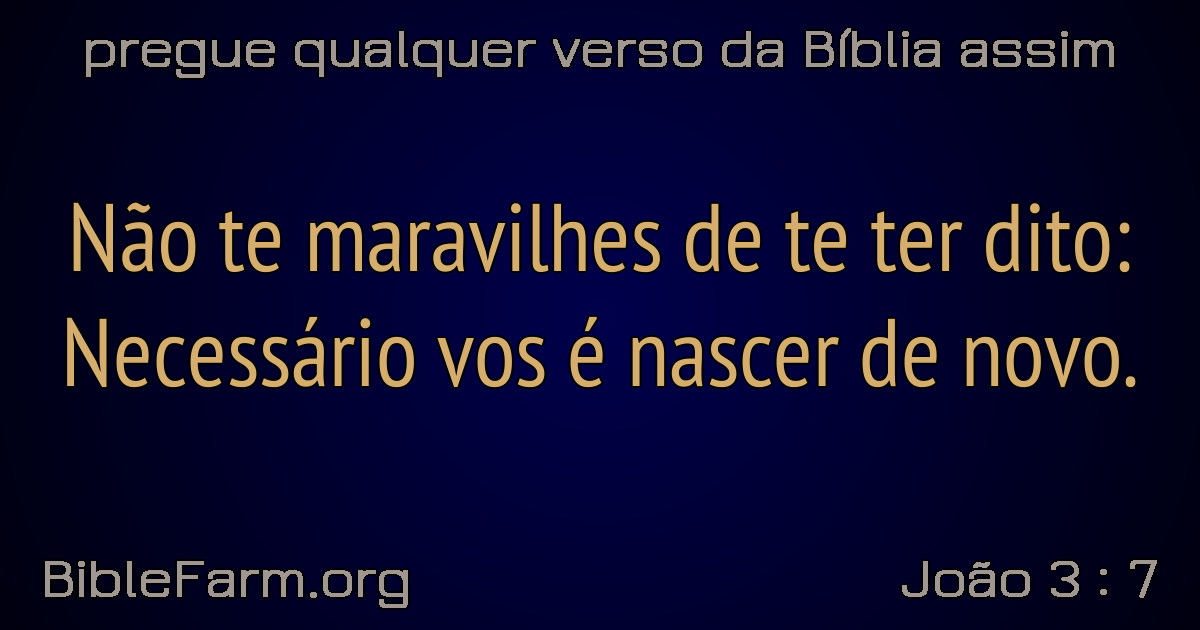 pregue qualquer verso da Bíblia assim
Não te maravilhes de te ter dito:
Necessário vos é nascer de novo.
BibleFarm.org
João 3 : 7